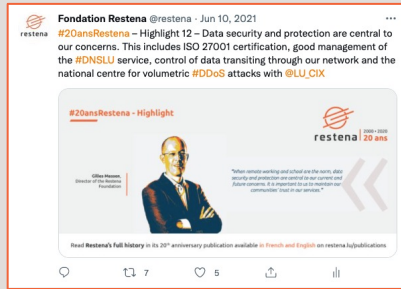 Fondation Restena @restena · Jun 10, 2021
#20ansRestena – Highlight 12 – Data security and protection are central to
our concerns. This includes ISO 27001 certification, good management of
the #DNSLU service, control of data transiting through our network and the
national centre for volumetric #DDoS attacks with @LU_CIX
restena
#20ansRestena - Highlight
restena
2000 • 2020
20 ans
Gilles Massen,
Director of the Restena
Foundation
"When remote working and school are the norm, data
security and protection are central to our current and
future concerns. It is important to us to maintain our
communities' trust in our services."
Read Restena's full history in its 20th anniversary publication available in French and English on restena.lu/publications
7
5